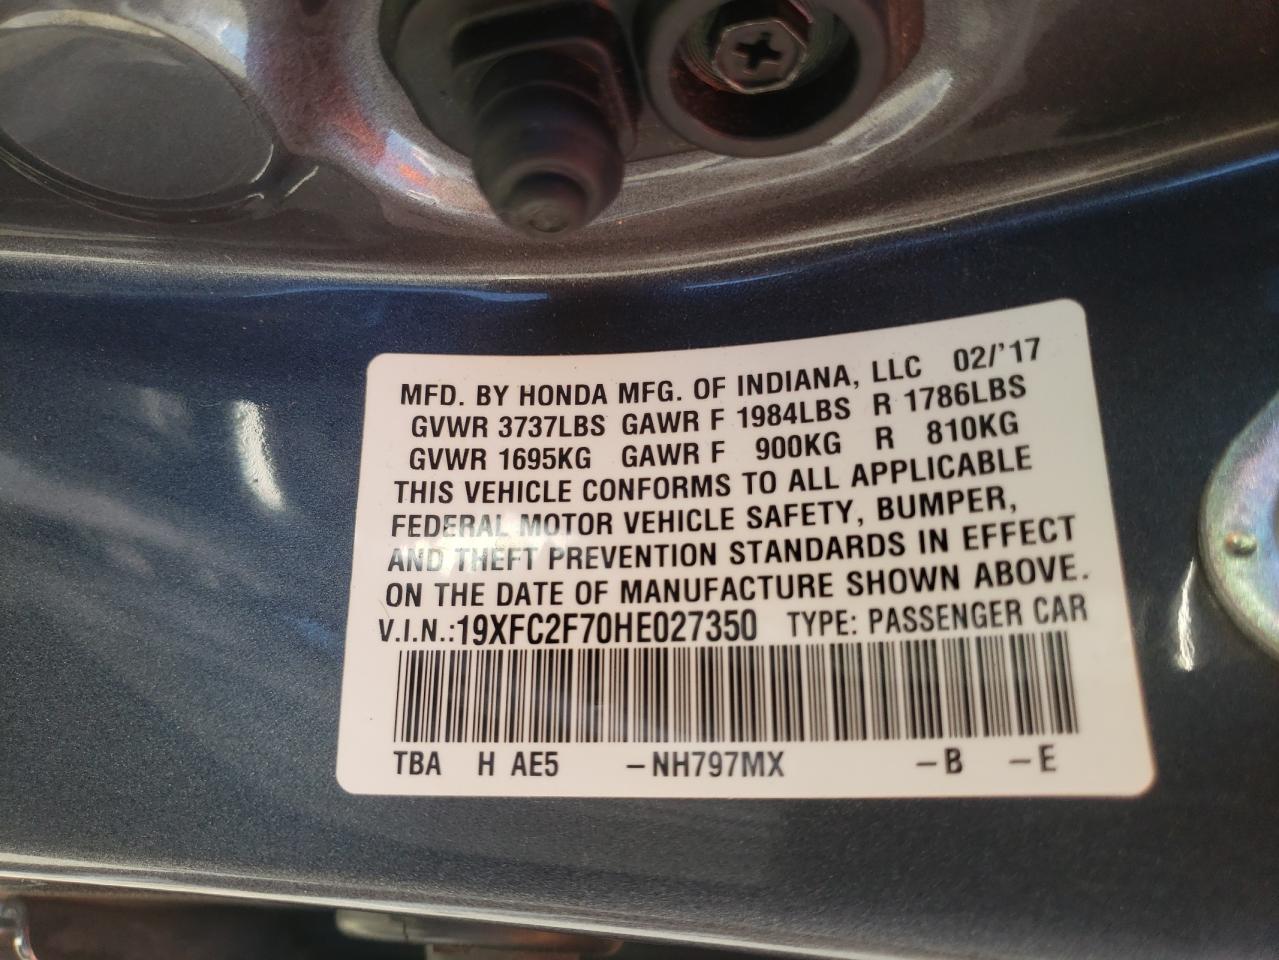 MFD. BY HONDA MFG. OF INDIANA, LLC 02/'17
GVWR 3737LBS GAWR F 1984LBS R 1786LBS
GVWR 1695KG GAWR F 900KG R 810KG
THIS VEHICLE CONFORMS TO ALL APPLICABLE
FEDERAL MOTOR VEHICLE SAFETY, BUMPER,
AND THEFT PREVENTION STANDARDS IN EFFECT
ON THE DATE OF MANUFACTURE SHOWN ABOVE.
V.I.N.:19XFC2F70HE027350 TYPE: PASSENGER CAR
TBA H AE5 –NH797MX –B –E